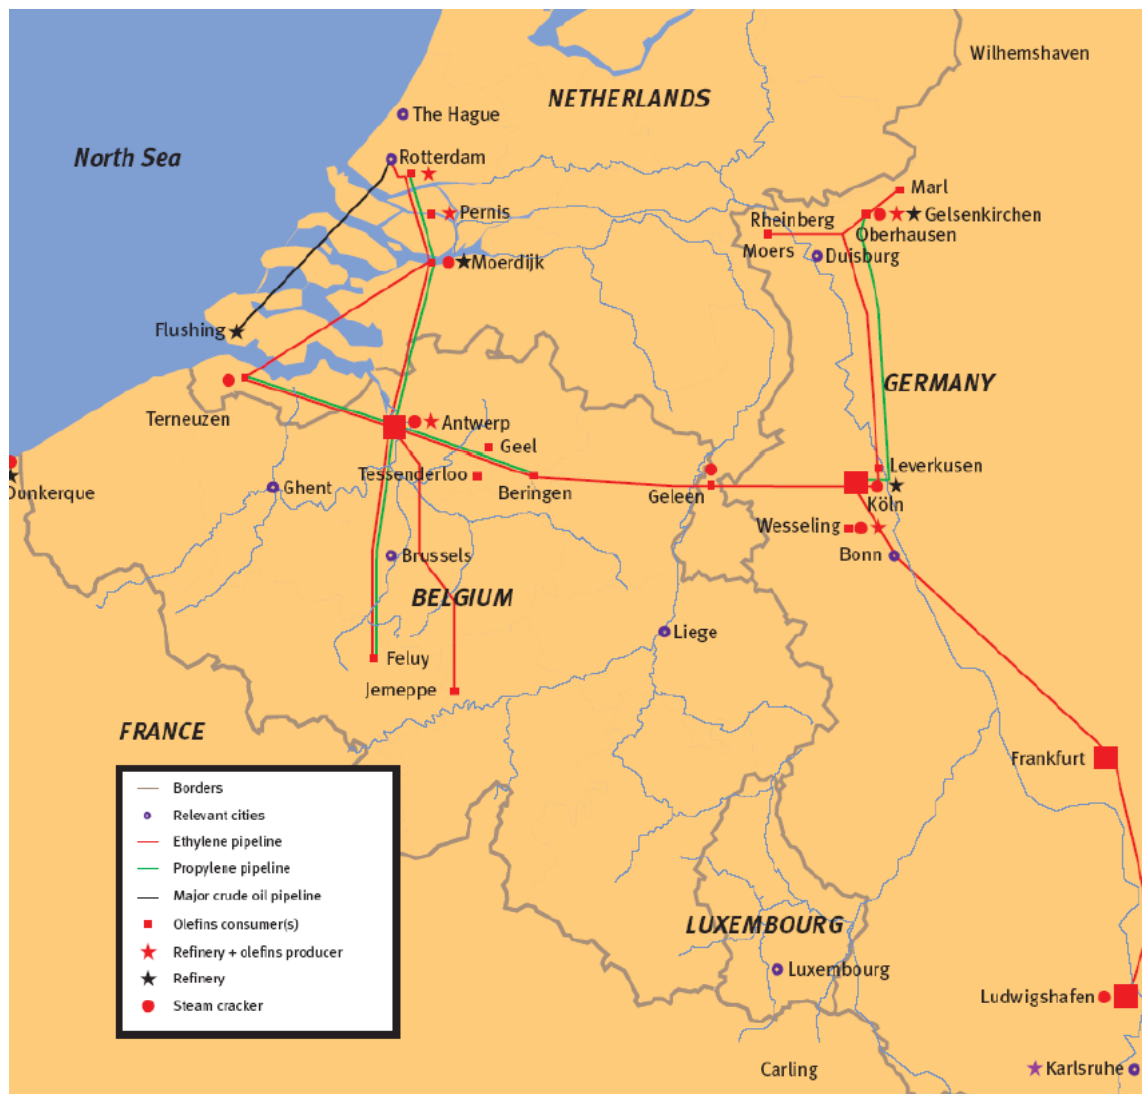 Wilhemshaven
NETHERLANDS
The Hague
North Sea
Rotterdam
Marl
Pernis
Rheinberg
Gelsenkirchen
Oberhausen
Moers
Duisburg
Moerdijk
Flushing
GERMANY
Terneuzen
Antwerp
Geel
Tessenderloo
Leverkusen
Dunkerque
Ghent
Beringen
Geleen
Köln
Wesseling
Brussels
Bonn
BELGIUM
Liege
Feluy
Jemeppe
FRANCE
Frankfurt
Borders
Relevant cities
Ethylene pipeline
Propylene pipeline
Major crude oil pipeline
Olefins consumer(s)
Refinery + olefins producer
Refinery
Steam cracker
LUXEMBOURG
Luxembourg
Ludwigshafen
Carling
Karlsruhe